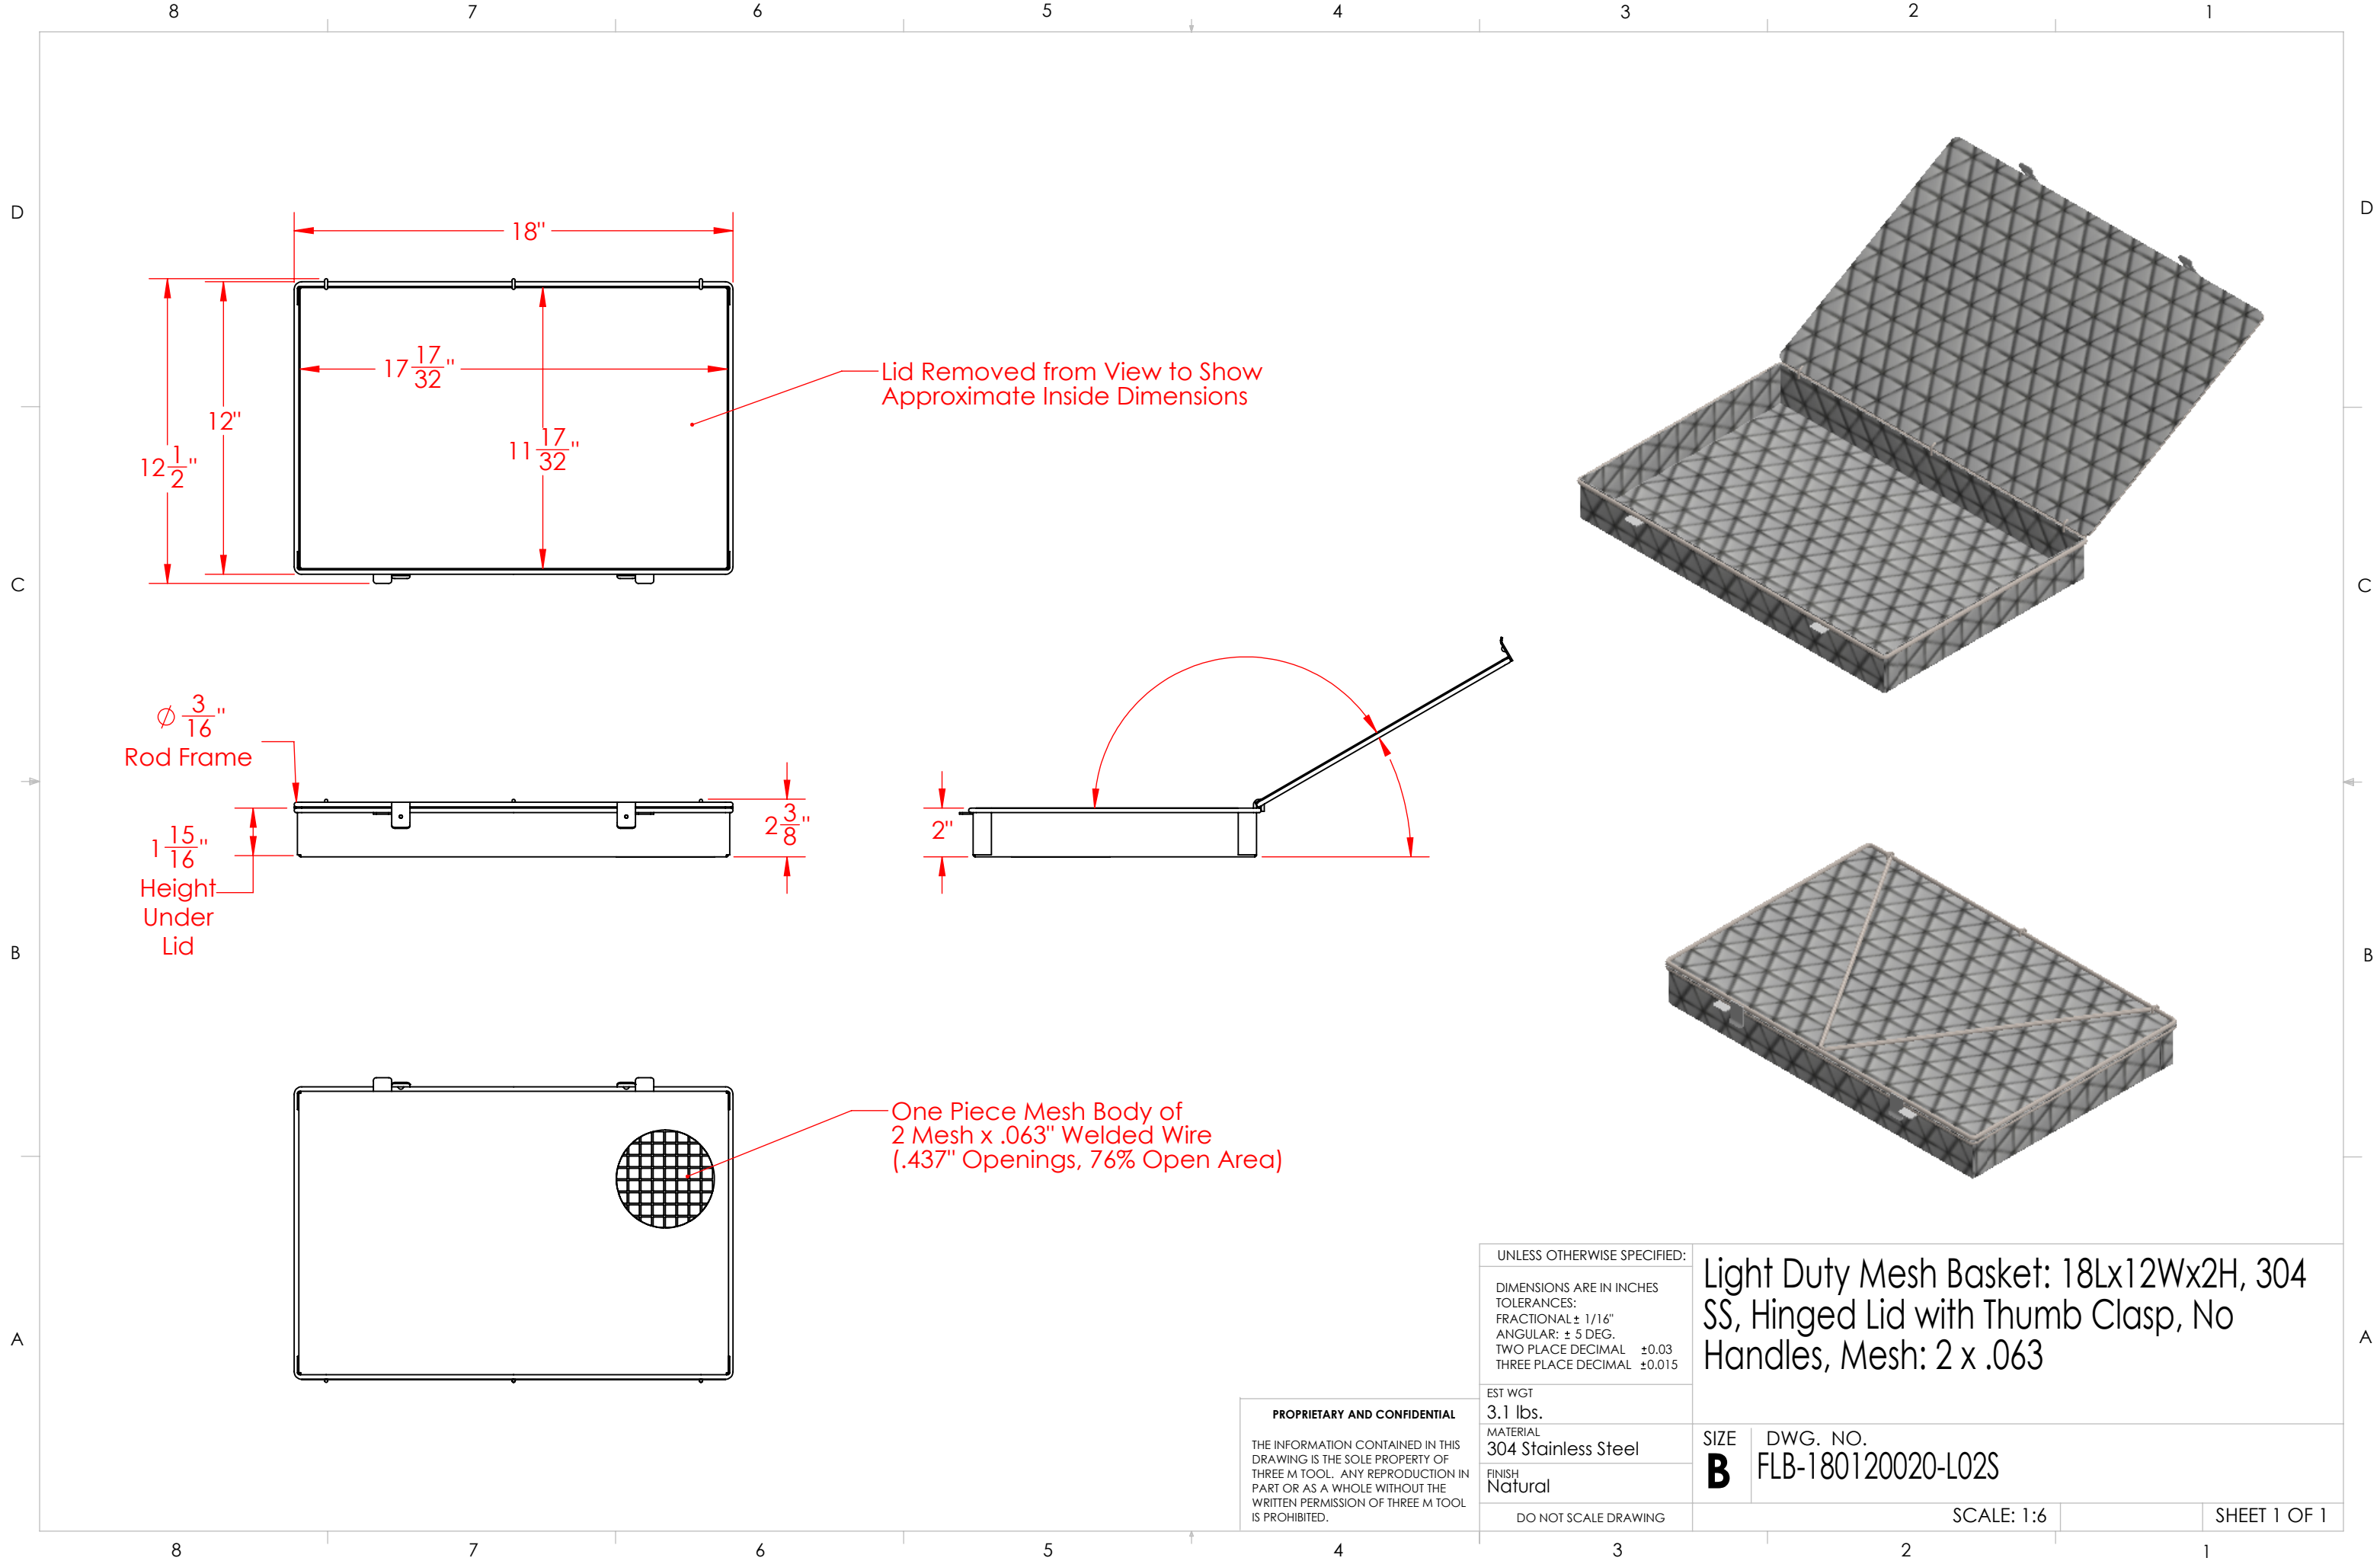 8 7 6 5 4 3 2 1
D D
C C
B B
A A
18"
17 17/32"
12"
12 1/2"
11 17/32"
Lid Removed from View to Show
Approximate Inside Dimensions
∅ 3/16"
Rod Frame
1 15/16"
Height
Under
Lid
2 3/8"
2"
One Piece Mesh Body of
2 Mesh x .063" Welded Wire
(.437" Openings, 76% Open Area)
PROPRIETARY AND CONFIDENTIAL
THE INFORMATION CONTAINED IN THIS
DRAWING IS THE SOLE PROPERTY OF
THREE M TOOL. ANY REPRODUCTION IN
PART OR AS A WHOLE WITHOUT THE
WRITTEN PERMISSION OF THREE M TOOL
IS PROHIBITED.
UNLESS OTHERWISE SPECIFIED:
DIMENSIONS ARE IN INCHES
TOLERANCES:
FRACTIONAL ± 1/16"
ANGULAR: ± 5 DEG.
TWO PLACE DECIMAL ±0.03
THREE PLACE DECIMAL ±0.015
EST WGT
3.1 lbs.
MATERIAL
304 Stainless Steel
FINISH
Natural
DO NOT SCALE DRAWING
Light Duty Mesh Basket: 18Lx12Wx2H, 304
SS, Hinged Lid with Thumb Clasp, No
Handles, Mesh: 2 x .063
SIZE
B
DWG. NO.
FLB-180120020-L02S
SCALE: 1:6
SHEET 1 OF 1
8 7 6 5 4 3 2 1